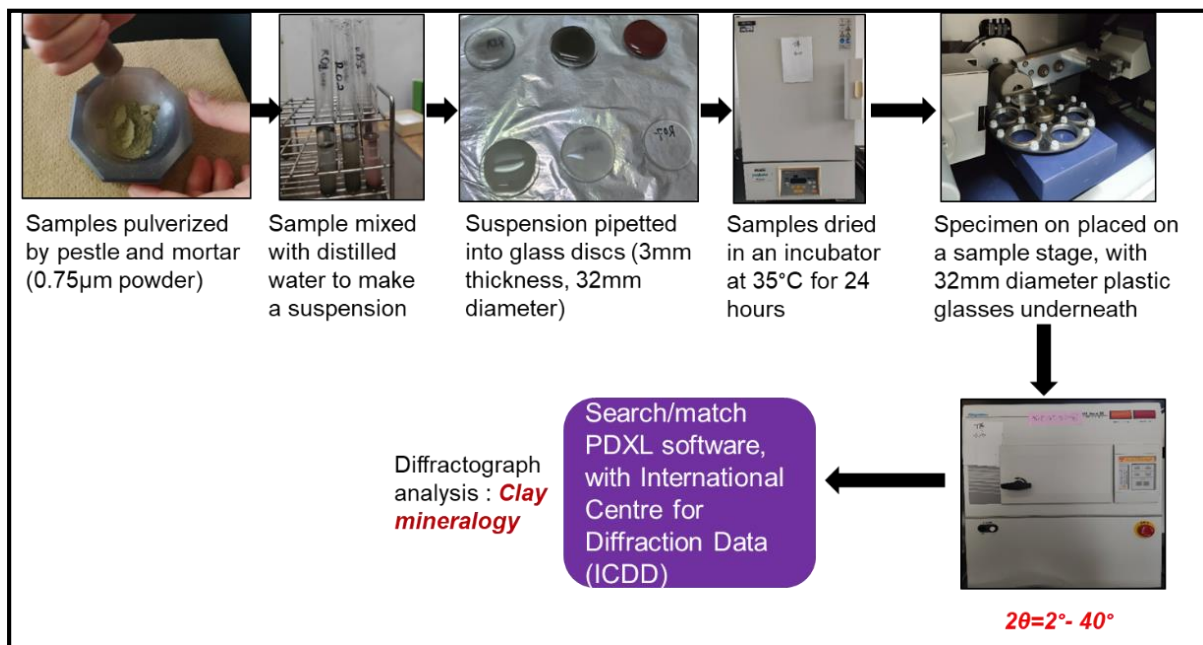 Samples pulverized
by pestle and mortar
(0.75µm powder)
Sample mixed
with distilled
water to make
a suspension
Suspension pipetted
into glass discs (3mm
thickness, 32mm
diameter)
Samples dried
in an incubator
at 35°C for 24
hours
Specimen on placed on
a sample stage, with
32mm diameter plastic
glasses underneath
Diffractograph
analysis : Clay
mineralogy
Search/match
PDXL software,
with International
Centre for
Diffraction Data
(ICDD)
2θ=2°- 40°